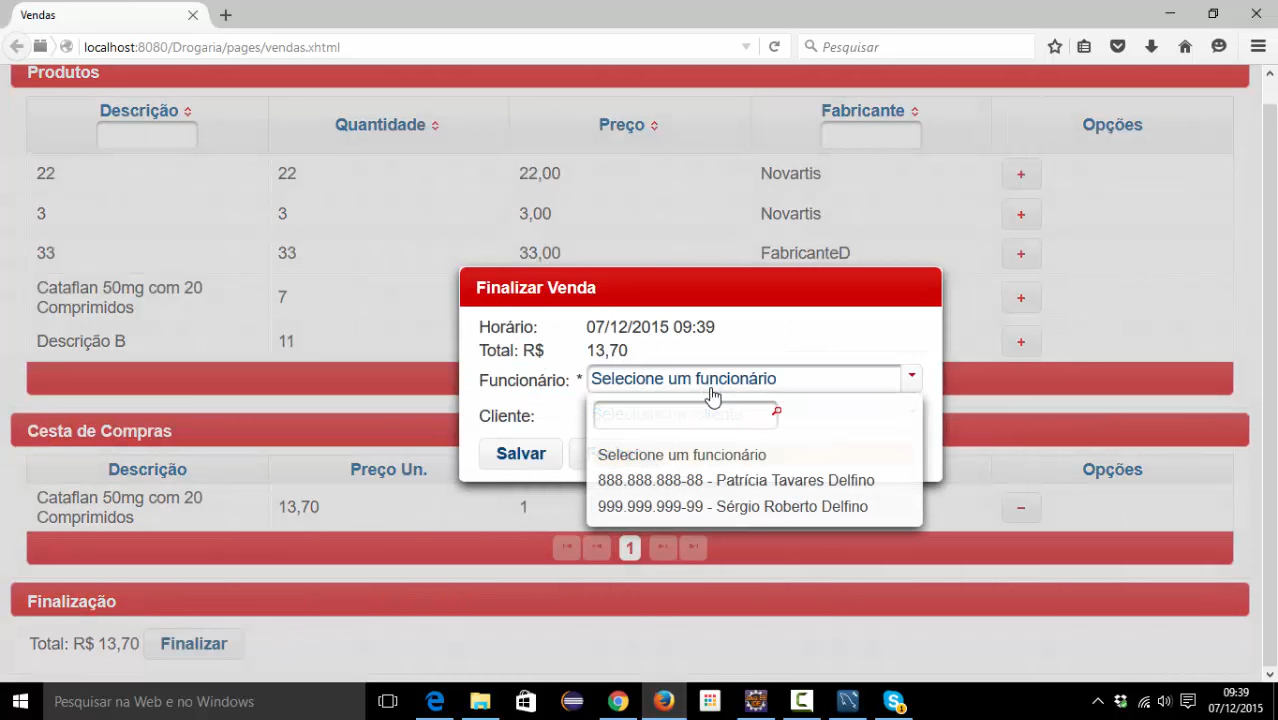 Vendas
localhost:8080/Drogaria/pages/vendas.xhtml
Pesquisar
Produtos
Descrição Quantidade Preço Fabricante Opções
22 22 22,00 Novartis +
3 3 3,00 Novartis +
33 33 33,00 FabricanteD +
Cataflan 50mg com 20
Comprimidos 7 +
Descrição B 11 +
Finalizar Venda
Horário: 07/12/2015 09:39
Total: R$ 13,70
Funcionário: * Selecione um funcionário
Cliente:
Salvar
Selecione um funcionário
888.888.888-88 - Patrícia Tavares Delfino
999.999.999-99 - Sérgio Roberto Delfino
Cesta de Compras
Descrição Preço Un. Opções
Cataflan 50mg com 20
Comprimidos 13,70 1 −
1
Finalização
Total: R$ 13,70 Finalizar
Pesquisar na Web e no Windows
09:39
07/12/2015